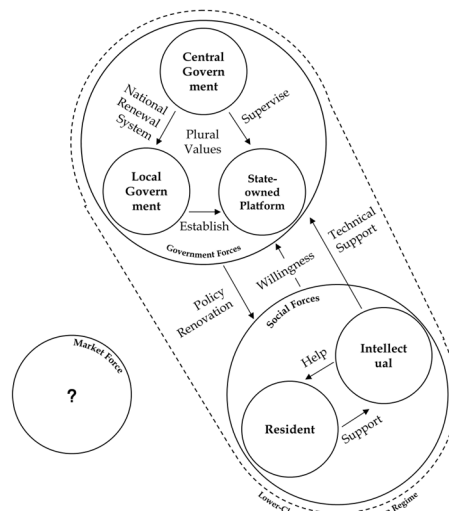 Central
Govern
ment
National
Renewal
System
Supervise
Plural
Values
Local
Govern
ment
State-
owned
Platform
Establish
Government Forces
Technical
Support
Willingness
Policy
Renovation
Social Forces
Market Force
?
Help
Intellect
ual
Resident
Support
Regime